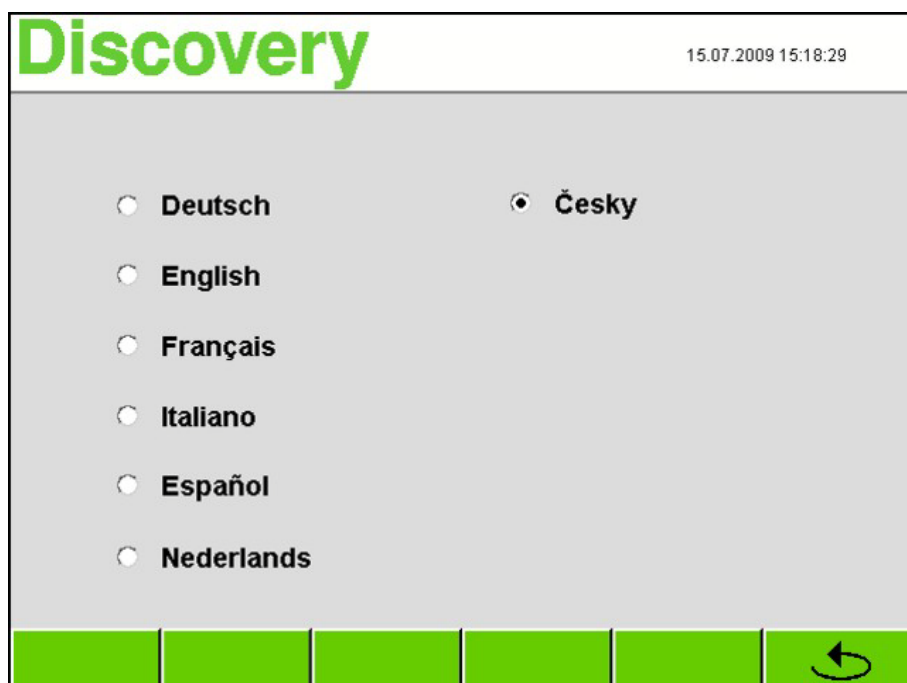 Discovery
15.07.2009 15:18:29
Deutsch
English
Français
Italiano
Español
Nederlands
Česky